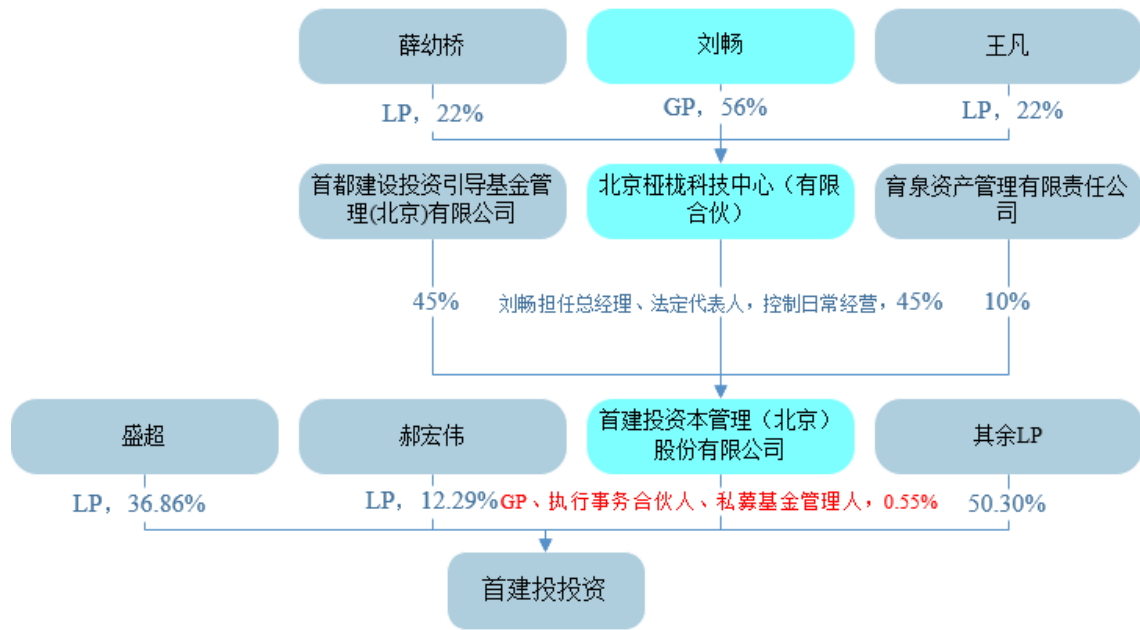 薛幼桥
刘畅
王凡
LP，22%
GP，56%
LP，22%
首都建设投资引导基金管
理(北京)有限公司
北京桠栊科技中心（有限
合伙）
育泉资产管理有限责任公
司
45%
刘畅担任总经理、法定代表人，控制日常经营，45%
10%
盛超
郝宏伟
首建投资本管理（北京）
股份有限公司
其余LP
LP，36.86%
LP，12.29%
GP、执行事务合伙人、私募基金管理人，0.55%
50.30%
首建投投资